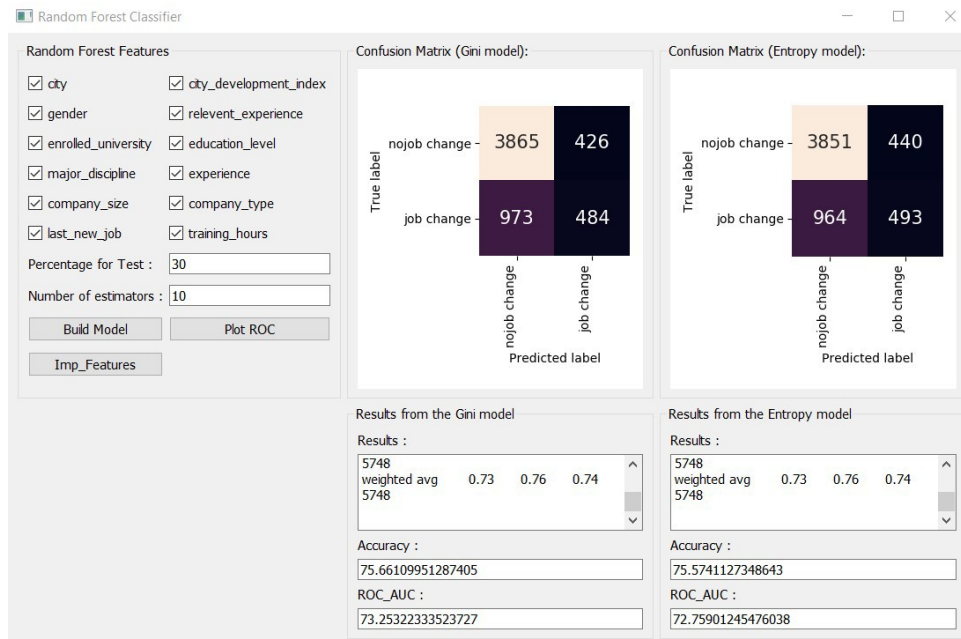 Random Forest Classifier
Random Forest Features
city
city_development_index
gender
relevent_experience
enrolled_university
education_level
major_discipline
experience
company_size
company_type
last_new_job
training_hours
Percentage for Test :
30
Number of estimators :
10
Build Model
Plot ROC
Imp_Features
Confusion Matrix (Gini model):
True label
nojob change
3865
426
job change
973
484
nojob change
job change
Predicted label
Confusion Matrix (Entropy model):
True label
nojob change
3851
440
job change
964
493
nojob change
job change
Predicted label
Results from the Gini model
Results :
5748
weighted avg 0.73 0.76 0.74
5748
Accuracy :
75.66109951287405
ROC_AUC :
73.25322333523727
Results from the Entropy model
Results :
5748
weighted avg 0.73 0.76 0.74
5748
Accuracy :
75.5741127348643
ROC_AUC :
72.75901245476038